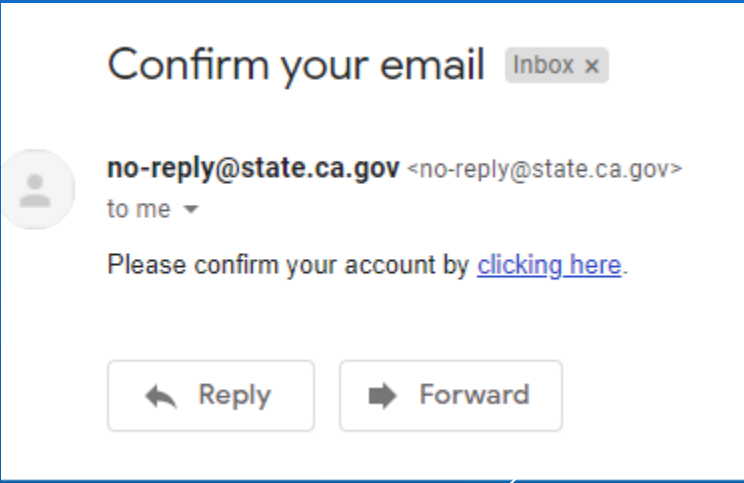 Confirm your email Inbox ×
no-reply@state.ca.gov <no-reply@state.ca.gov>
to me
Please confirm your account by clicking here.
Reply Forward